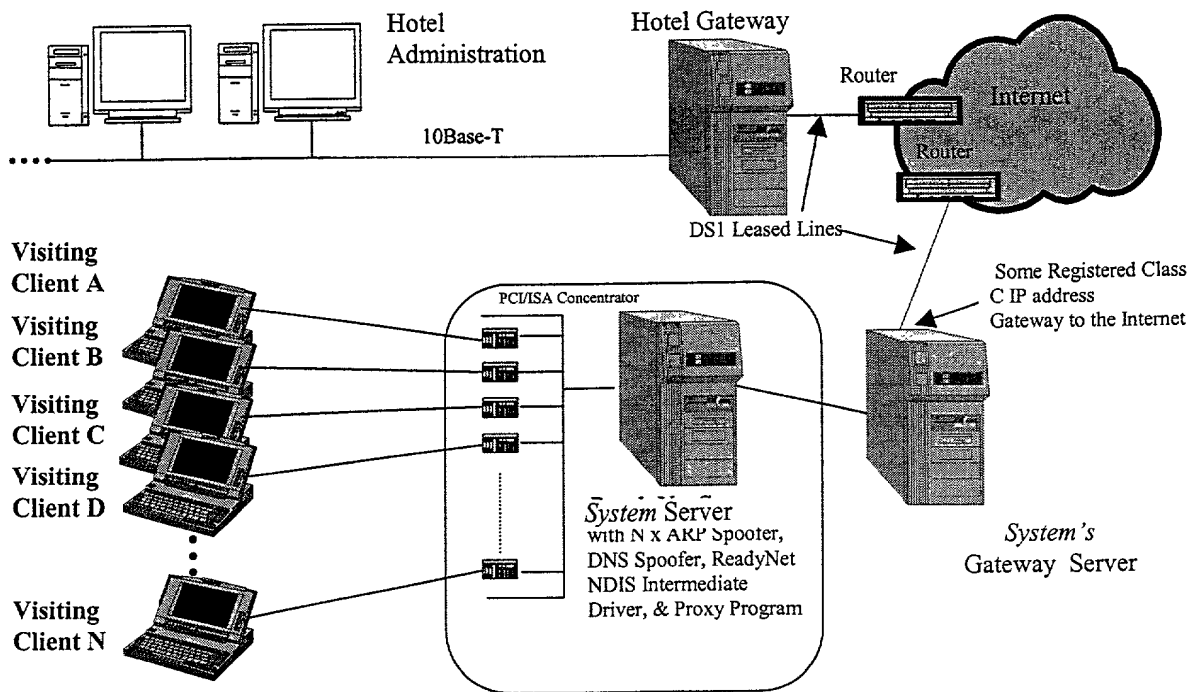 Hotel
Administration
Hotel Gateway
Router
Internet
10Base-T
Router
DS1 Leased Lines
Visiting
Client A
Visiting
Client B
Visiting
Client C
Visiting
Client D
Visiting
Client N
PCI/ISA Concentrator
System Server
with N x ARP Spoofer,
DNS Spoofer, ReadyNet
NDIS Intermediate
Driver, & Proxy Program
Some Registered Class
C IP address
Gateway to the Internet
System's
Gateway Server